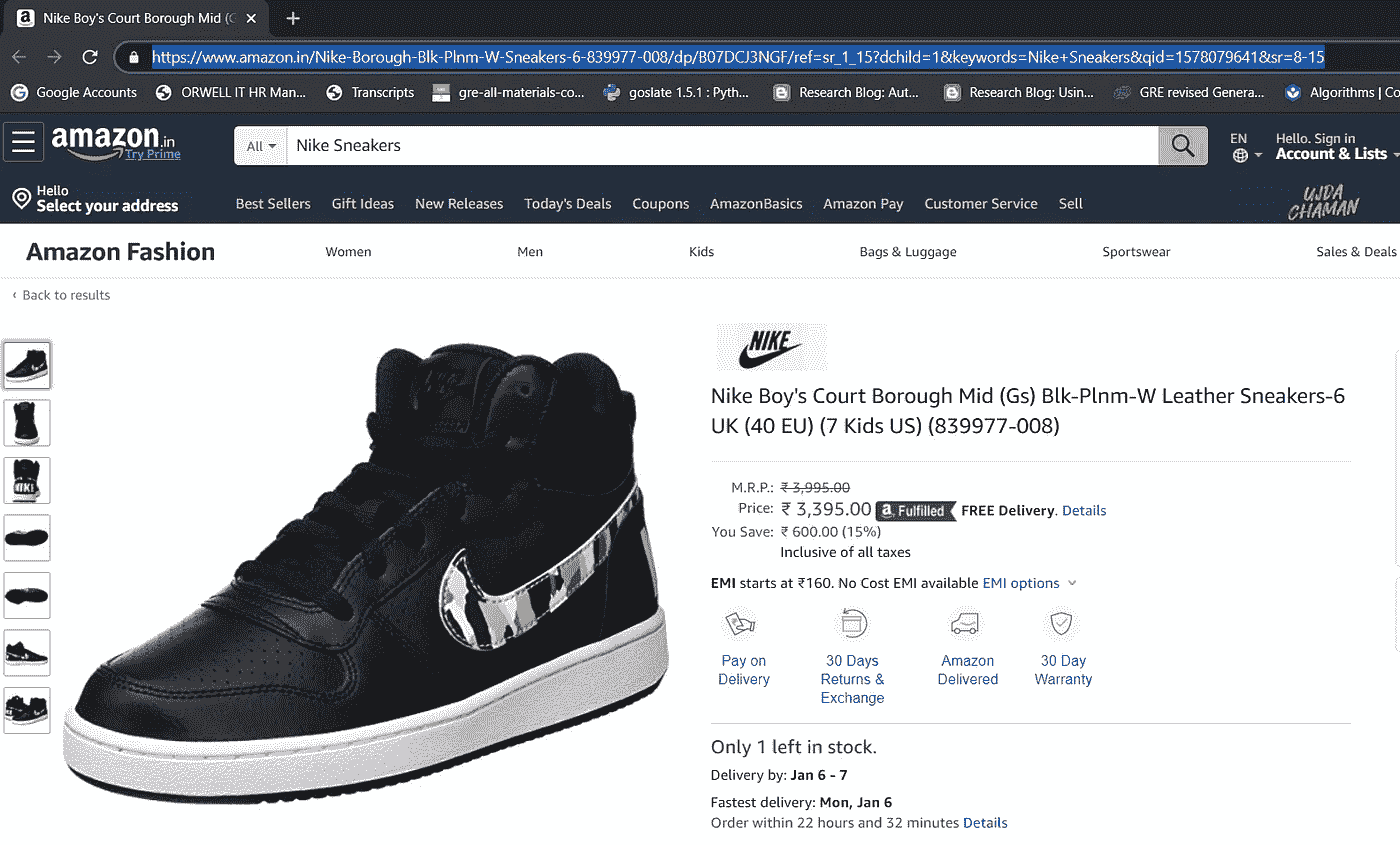 Nike Boy's Court Borough Mid (G
https://www.amazon.in/Nike-Borough-Blk-Plnm-W-Sneakers-6-839977-008/dp/B07DCJ3NGF/ref=sr_1_15?dchild=1&keywords=Nike+Sneakers&qid=1578079641&sr=8-15
Google Accounts ORWELL IT HR Man... Transcripts gre-all-materials-co... goslate 1.5.1 : Pyth... Research Blog: Aut... Research Blog: Usin... GRE revised Genera... Algorithms | Co
amazon.in
Try Prime
All Nike Sneakers
EN
Hello. Sign in
Account & Lists
Hello
Select your address
Best Sellers Gift Ideas New Releases Today's Deals Coupons AmazonBasics Amazon Pay Customer Service Sell
UJDA
CHAMAN
Amazon Fashion Women Men Kids Bags & Luggage Sportswear Sales & Deals
‹ Back to results
NIKE
Nike Boy's Court Borough Mid (Gs) Blk-Plnm-W Leather Sneakers-6
UK (40 EU) (7 Kids US) (839977-008)
M.R.P.: ₹ 3,995.00
Price: ₹ 3,395.00 a Fulfilled FREE Delivery. Details
You Save: ₹ 600.00 (15%)
Inclusive of all taxes
EMI starts at ₹160. No Cost EMI available EMI options
Pay on
Delivery
30 Days
Returns &
Exchange
Amazon
Delivered
30 Day
Warranty
Only 1 left in stock.
Delivery by: Jan 6 - 7
Fastest delivery: Mon, Jan 6
Order within 22 hours and 32 minutes Details